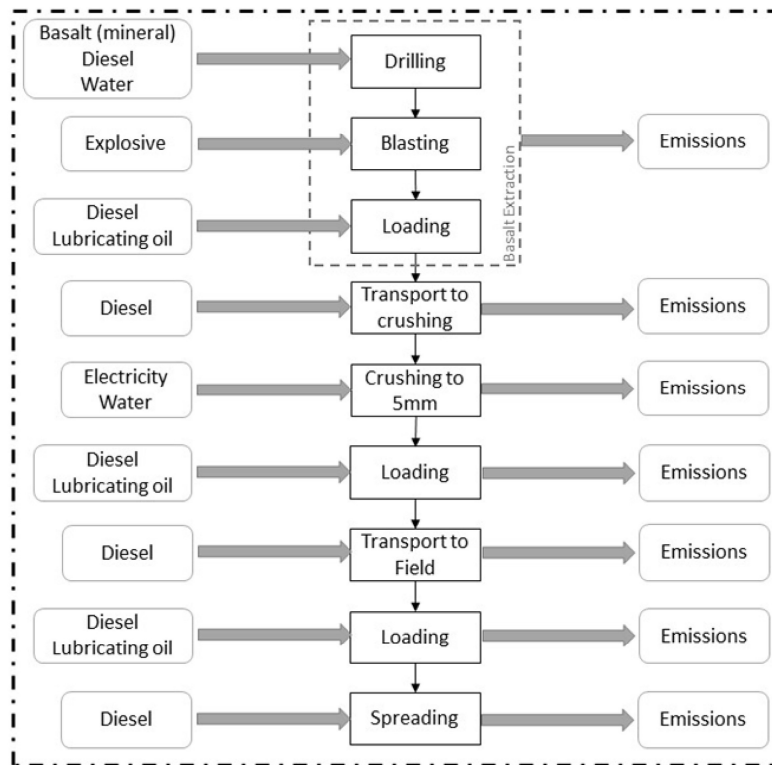 Basalt (mineral)
Diesel
Water
Drilling
Explosive
Blasting
Emissions
Diesel
Lubricating oil
Loading
Basalt Extraction
Diesel
Transport to
crushing
Emissions
Electricity
Water
Crushing to
5mm
Emissions
Diesel
Lubricating oil
Loading
Emissions
Diesel
Transport to
Field
Emissions
Diesel
Lubricating oil
Loading
Emissions
Diesel
Spreading
Emissions